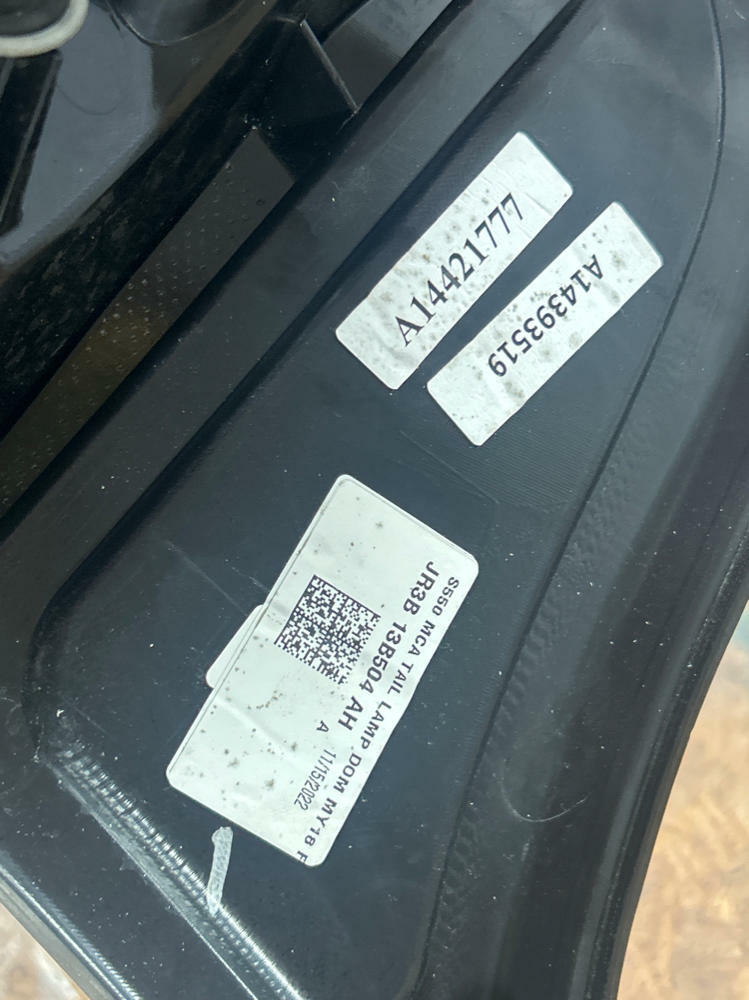 A14421777
A14393519
S550 MCA TAIL LAMP DOM MY18
JR3B 13B504 AH
A
11/15/2022